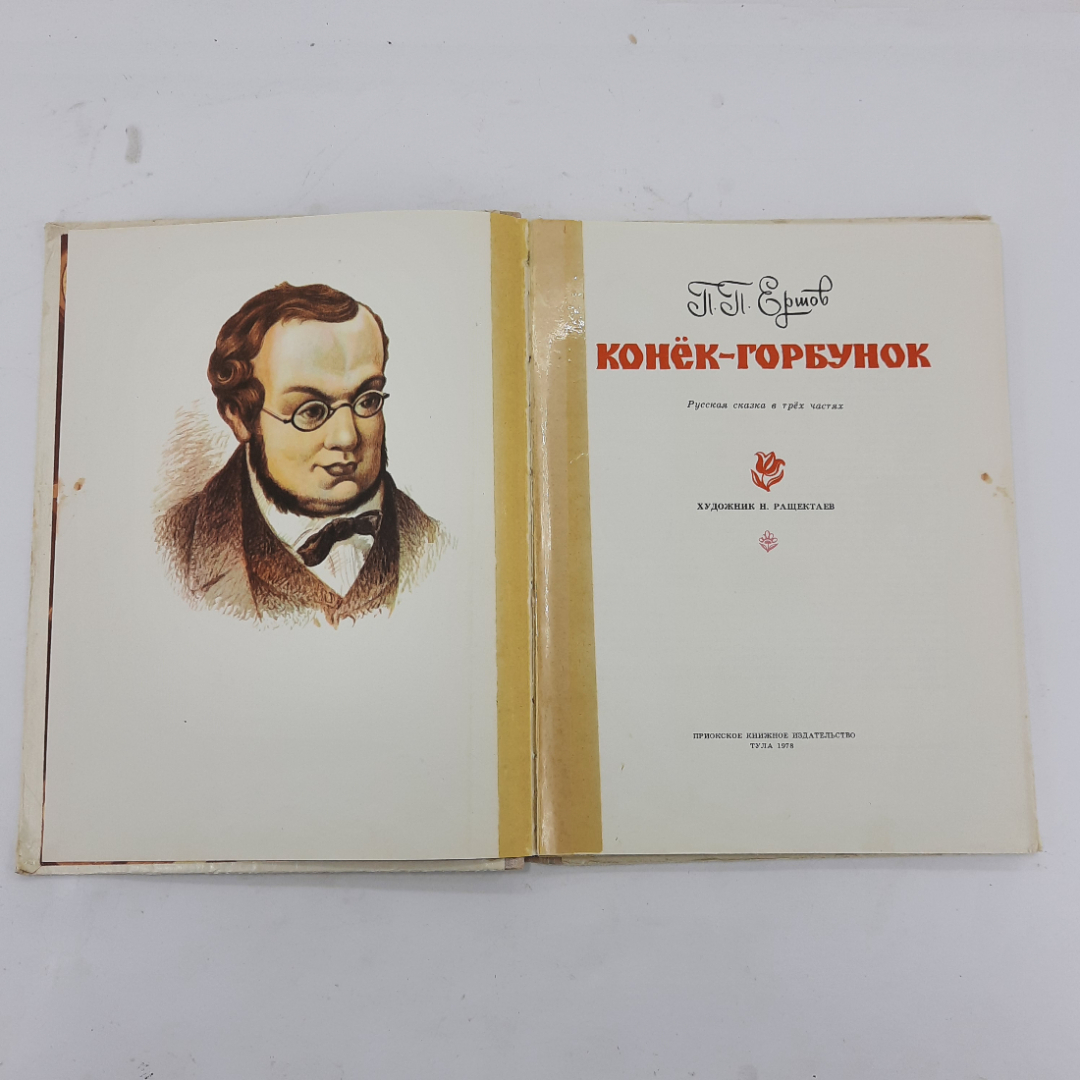 П. П. Ершов
КОНЁК-ГОРБУНОК
Русская сказка в трёх частях
ХУДОЖНИК Н. РАЩЕКТАЕВ
ПРИОКСКОЕ КНИЖНОЕ ИЗДАТЕЛЬСТВО
ТУЛА 1978